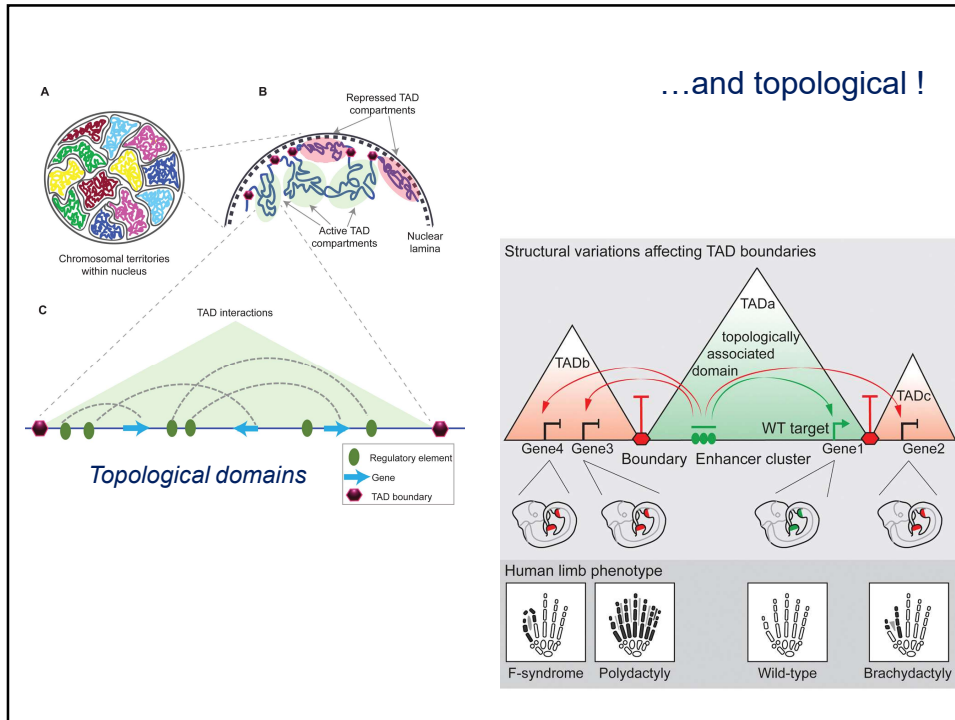 …and topological !
A
B
Repressed TAD
compartments
Active TAD
compartments
Nuclear
lamina
Chromosomal territories
within nucleus
C
TAD interactions
Topological domains
Regulatory element
Gene
TAD boundary
Structural variations affecting TAD boundaries
TADa
topologically
associated
domain
TADb
TADc
WT target
Gene4
Gene3
Boundary
Enhancer cluster
Gene1
Gene2
Human limb phenotype
F-syndrome
Polydactyly
Wild-type
Brachydactyly